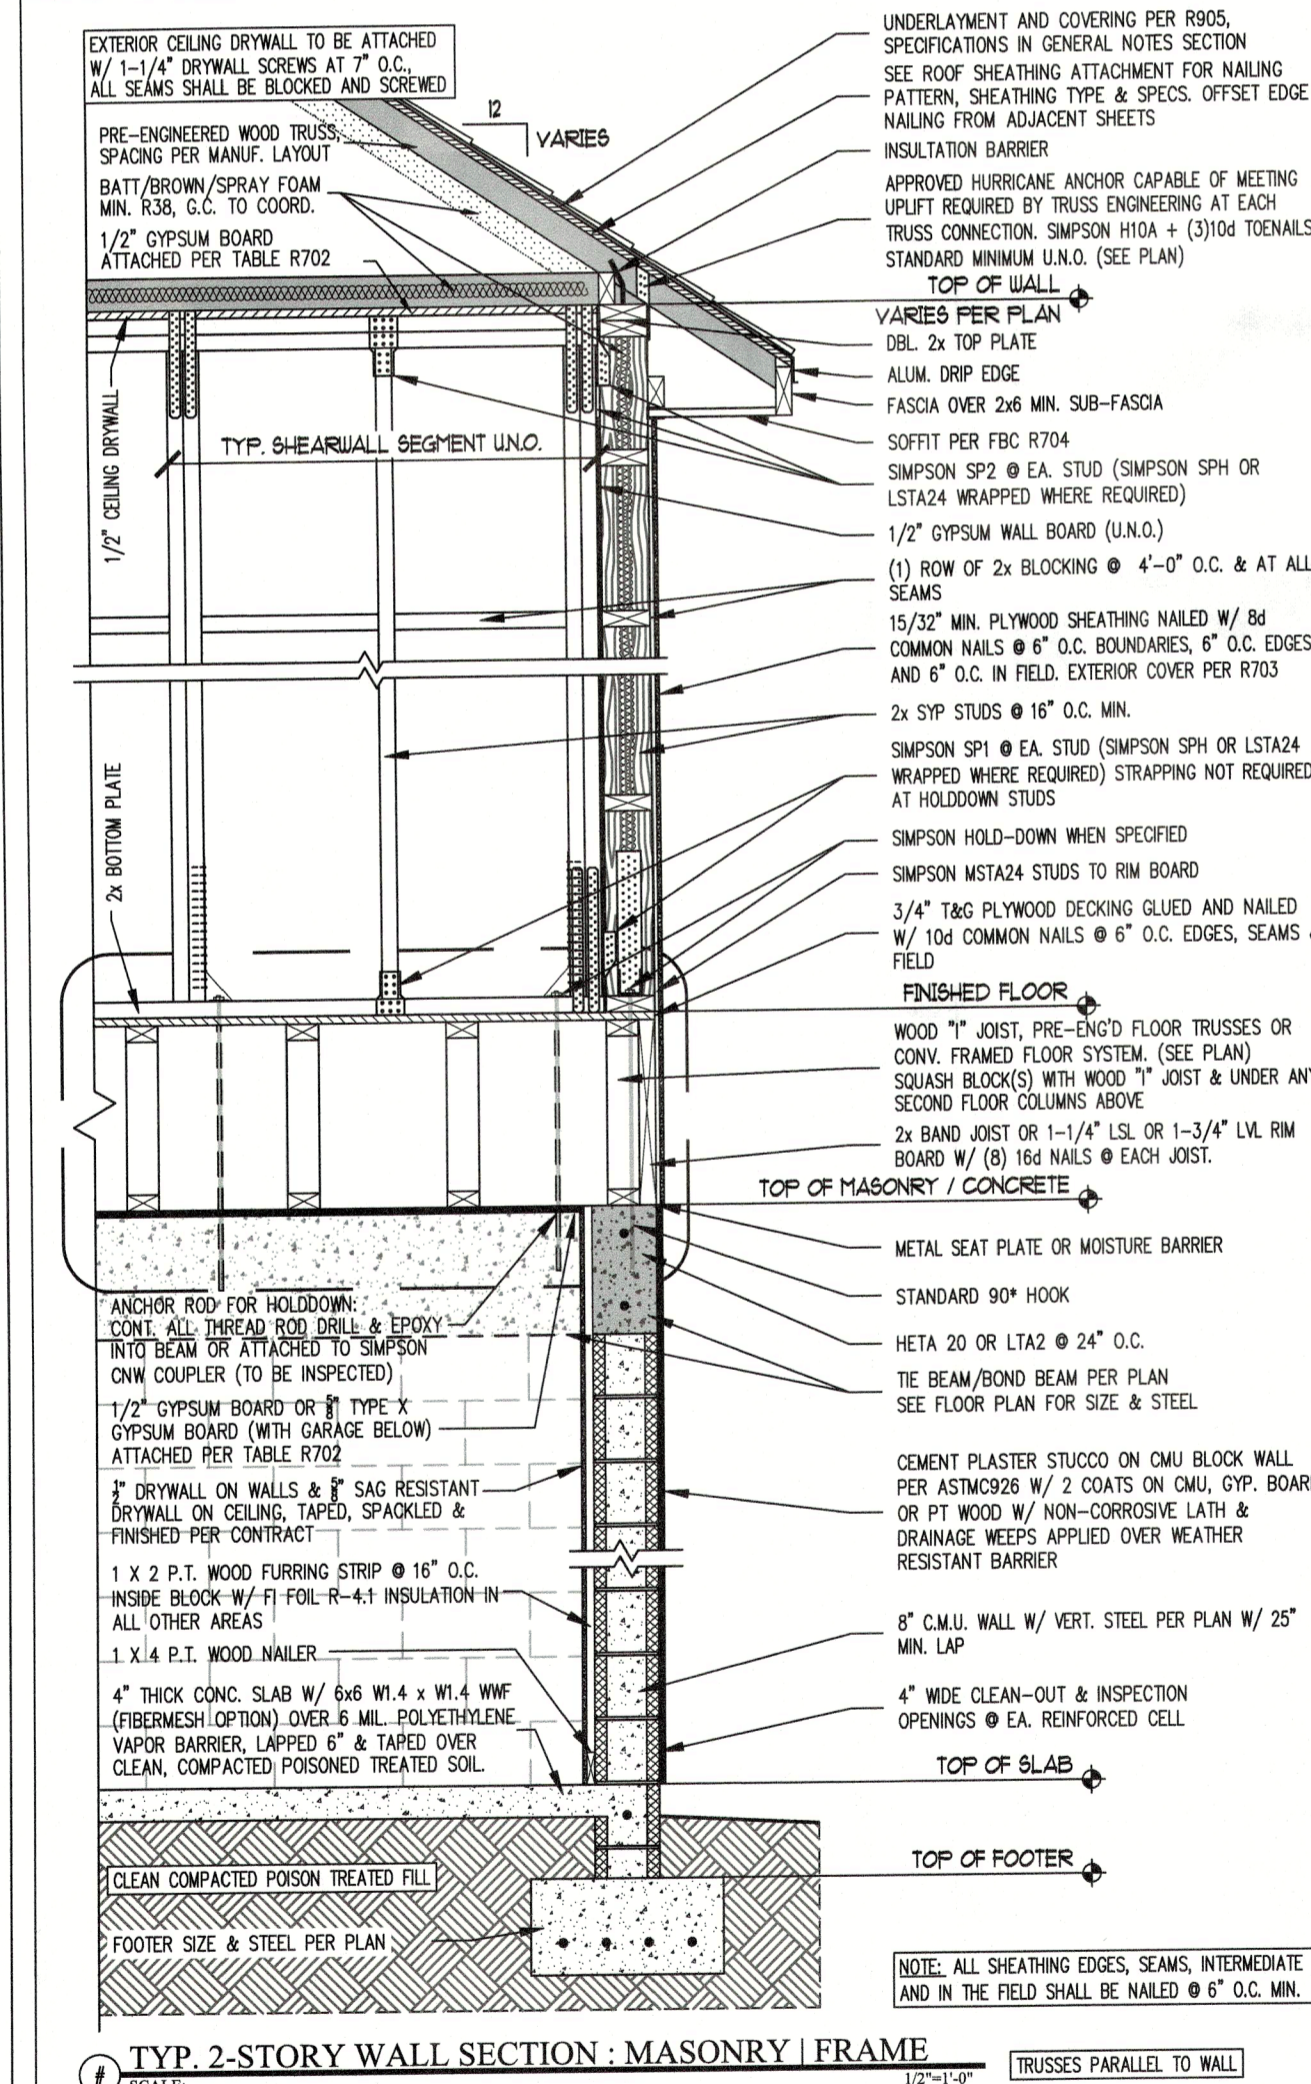 EXTERIOR CEILING DRYWALL TO BE ATTACHED
W/ 1-1/4" DRYWALL SCREWS AT 7" O.C.,
ALL SEAMS SHALL BE BLOCKED AND SCREWED
PRE-ENGINEERED WOOD TRUSS,
SPACING PER MANUF. LAYOUT
BATT/BROWN/SPRAY FOAM
MIN. R38, G.C. TO COORD.
1/2" GYPSUM BOARD
ATTACHED PER TABLE R702
12
VARIES
UNDERLAYMENT AND COVERING PER R905,
SPECIFICATIONS IN GENERAL NOTES SECTION
SEE ROOF SHEATHING ATTACHMENT FOR NAILING
PATTERN, SHEATHING TYPE & SPECS. OFFSET EDGE
NAILING FROM ADJACENT SHEETS
INSULTATION BARRIER
APPROVED HURRICANE ANCHOR CAPABLE OF MEETING
UPLIFT REQUIRED BY TRUSS ENGINEERING AT EACH
TRUSS CONNECTION. SIMPSON H10A + (3)10d TOENAILS
STANDARD MINIMUM U.N.O. (SEE PLAN)
TOP OF WALL
VARIES PER PLAN
DBL. 2x TOP PLATE
ALUM. DRIP EDGE
FASCIA OVER 2x6 MIN. SUB-FASCIA
SOFFIT PER FBC R704
SIMPSON SP2 @ EA. STUD (SIMPSON SPH OR
LSTA24 WRAPPED WHERE REQUIRED)
1/2" GYPSUM WALL BOARD (U.N.O.)
(1) ROW OF 2x BLOCKING @ 4'-0" O.C. & AT ALL
SEAMS
15/32" MIN. PLYWOOD SHEATHING NAILED W/ 8d
COMMON NAILS @ 6" O.C. BOUNDARIES, 6" O.C. EDGES
AND 6" O.C. IN FIELD. EXTERIOR COVER PER R703
2x SYP STUDS @ 16" O.C. MIN.
SIMPSON SP1 @ EA. STUD (SIMPSON SPH OR LSTA24
WRAPPED WHERE REQUIRED) STRAPPING NOT REQUIRED
AT HOLDDOWN STUDS
SIMPSON HOLD-DOWN WHEN SPECIFIED
SIMPSON MSTA24 STUDS TO RIM BOARD
3/4" T&G PLYWOOD DECKING GLUED AND NAILED
W/ 10d COMMON NAILS @ 6" O.C. EDGES, SEAMS &
FIELD
FINISHED FLOOR
WOOD "I" JOIST, PRE-ENG'D FLOOR TRUSSES OR
CONV. FRAMED FLOOR SYSTEM. (SEE PLAN)
SQUASH BLOCK(S) WITH WOOD "I" JOIST & UNDER ANY
SECOND FLOOR COLUMNS ABOVE
2x BAND JOIST OR 1-1/4" LSL OR 1-3/4" LVL RIM
BOARD W/ (8) 16d NAILS @ EACH JOIST.
TOP OF MASONRY / CONCRETE
METAL SEAT PLATE OR MOISTURE BARRIER
STANDARD 90* HOOK
HETA 20 OR LTA2 @ 24" O.C.
TIE BEAM/BOND BEAM PER PLAN
SEE FLOOR PLAN FOR SIZE & STEEL
CEMENT PLASTER STUCCO ON CMU BLOCK WALL
PER ASTMC926 W/ 2 COATS ON CMU, GYP. BOARD
OR PT WOOD W/ NON-CORROSIVE LATH &
DRAINAGE WEEPS APPLIED OVER WEATHER
RESISTANT BARRIER
8" C.M.U. WALL W/ VERT. STEEL PER PLAN W/ 25"
MIN. LAP
4" WIDE CLEAN-OUT & INSPECTION
OPENINGS @ EA. REINFORCED CELL
TOP OF SLAB
TOP OF FOOTER
TYP. SHEARWALL SEGMENT U.N.O.
1/2" CEILING DRYWALL
2x BOTTOM PLATE
ANCHOR ROD FOR HOLDDOWN:
CONT. ALL THREAD ROD DRILL & EPOXY
INTO BEAM OR ATTACHED TO SIMPSON
CNW COUPLER (TO BE INSPECTED)
1/2" GYPSUM BOARD OR 5/8" TYPE X
GYPSUM BOARD (WITH GARAGE BELOW)
ATTACHED PER TABLE R702
1/2" DRYWALL ON WALLS & 5/8" SAG RESISTANT
DRYWALL ON CEILING, TAPED, SPACKLED &
FINISHED PER CONTRACT
1 X 2 P.T. WOOD FURRING STRIP @ 16" O.C.
INSIDE BLOCK W/ FI FOIL R-4.1 INSULATION IN
ALL OTHER AREAS
1 X 4 P.T. WOOD NAILER
4" THICK CONC. SLAB W/ 6x6 W1.4 x W1.4 WWF
(FIBERMESH OPTION) OVER 6 MIL. POLYETHYLENE
VAPOR BARRIER, LAPPED 6" & TAPED OVER
CLEAN, COMPACTED POISONED TREATED SOIL.
CLEAN COMPACTED POISON TREATED FILL
FOOTER SIZE & STEEL PER PLAN
NOTE: ALL SHEATHING EDGES, SEAMS, INTERMEDIATE
AND IN THE FIELD SHALL BE NAILED @ 6" O.C. MIN.
# TYP. 2-STORY WALL SECTION : MASONRY | FRAME
SCALE: 1/2"=1'-0"
TRUSSES PARALLEL TO WALL